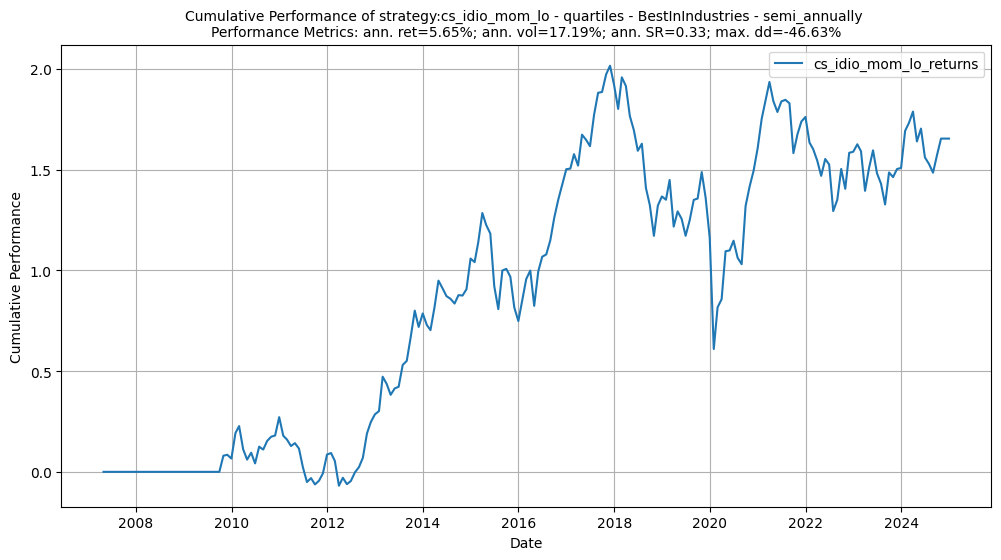 Cumulative Performance of strategy:cs_idio_mom_lo - quartiles - BestInIndustries - semi_annually
Performance Metrics: ann. ret=5.65%; ann. vol=17.19%; ann. SR=0.33; max. dd=-46.63%
cs_idio_mom_lo_returns
Cumulative Performance
2.0
1.5
1.0
0.5
0.0
2008 2010 2012 2014 2016 2018 2020 2022 2024
Date